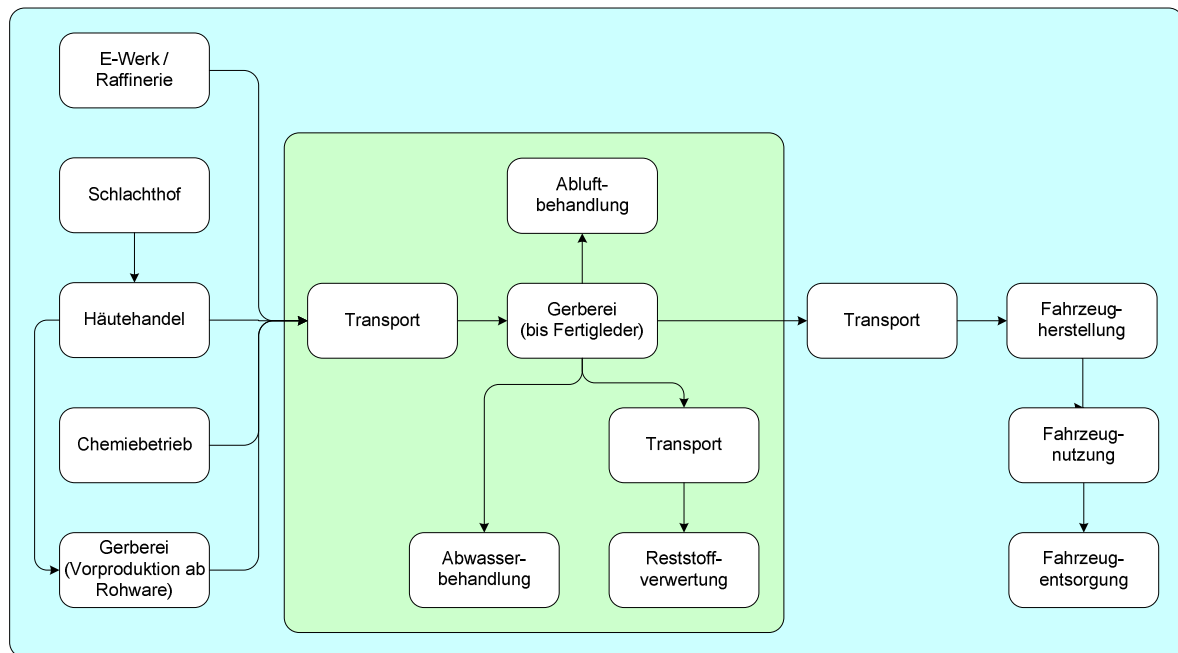 E-Werk /
Raffinerie
Schlachthof
Häutehandel
Chemiebetrieb
Gerberei
(Vorproduktion ab
Rohware)
Transport
Abluft-
behandlung
Gerberei
(bis Fertigleder)
Abwasser-
behandlung
Transport
Reststoff-
verwertung
Transport
Fahrzeug-
herstellung
Fahrzeug-
nutzung
Fahrzeug-
entsorgung